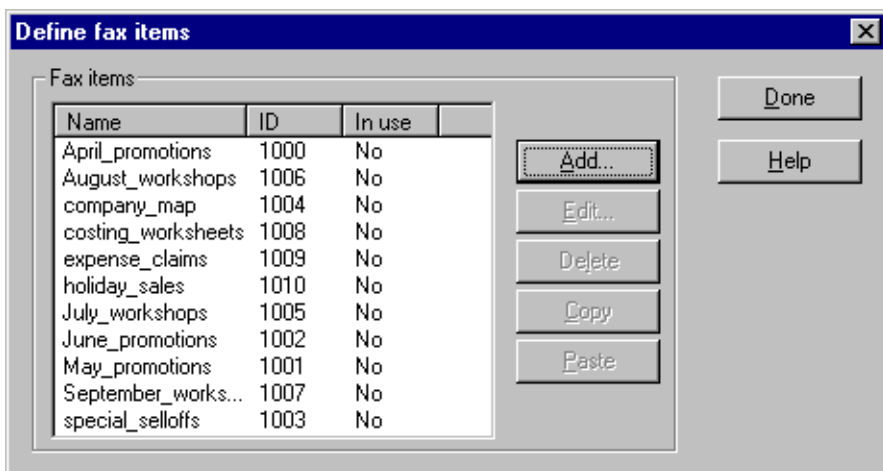 Define fax items
Fax items
Name ID In use
April_promotions 1000 No
August_workshops 1006 No
company_map 1004 No
costing_worksheets 1008 No
expense_claims 1009 No
holiday_sales 1010 No
July_workshops 1005 No
June_promotions 1002 No
May_promotions 1001 No
September_works... 1007 No
special_selloffs 1003 No
Add...
Edit...
Delete
Copy
Paste
Done
Help